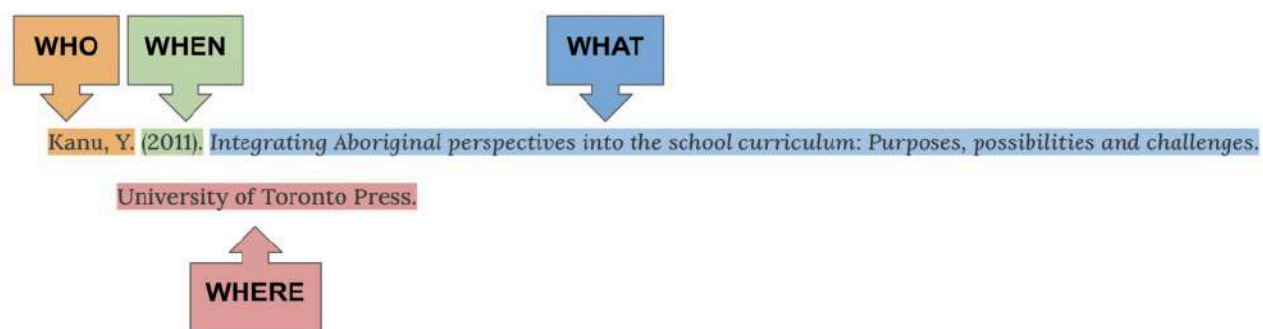 WHO WHEN WHAT
Kanu, Y. (2011). Integrating Aboriginal perspectives into the school curriculum: Purposes, possibilities and challenges.
University of Toronto Press.
WHERE